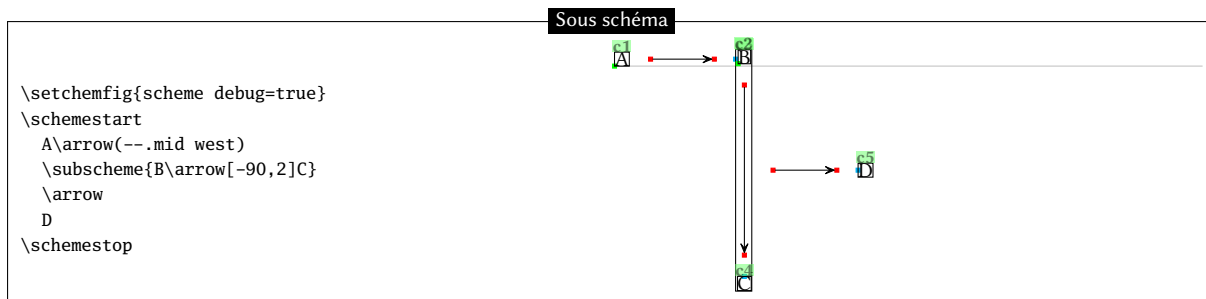 Sous schéma
\setchemfig{scheme debug=true}
\schemestart
A\arrow(--.mid west)
\subscheme{B\arrow[-90,2]C}
\arrow
D
\schemestop
c1
A
c2
B
c5
D
c4
C